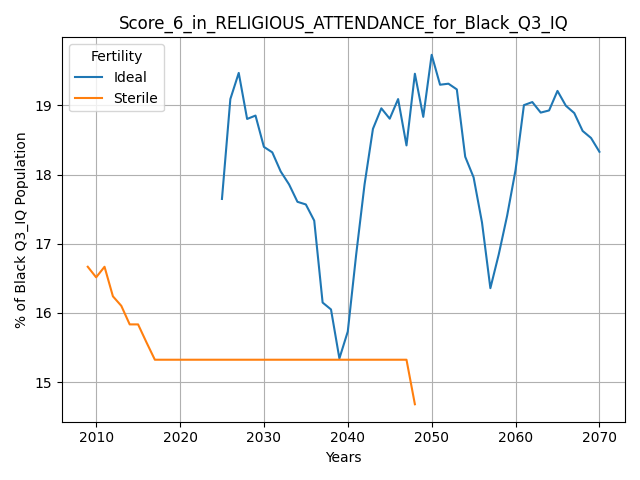 Score_6_in_RELIGIOUS_ATTENDANCE_for_Black_Q3_IQ
Fertility
Ideal
Sterile
% of Black Q3_IQ Population
19
18
17
16
15
2010 2020 2030 2040 2050 2060 2070
Years